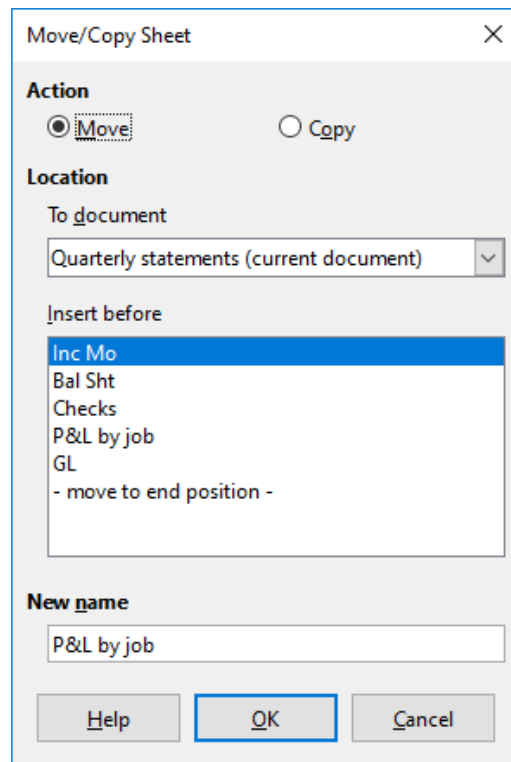 Move/Copy Sheet
Action
Move
Copy
Location
To document
Quarterly statements (current document)
Insert before
Inc Mo
Bal Sht
Checks
P&L by job
GL
- move to end position -
New name
P&L by job
Help
OK
Cancel